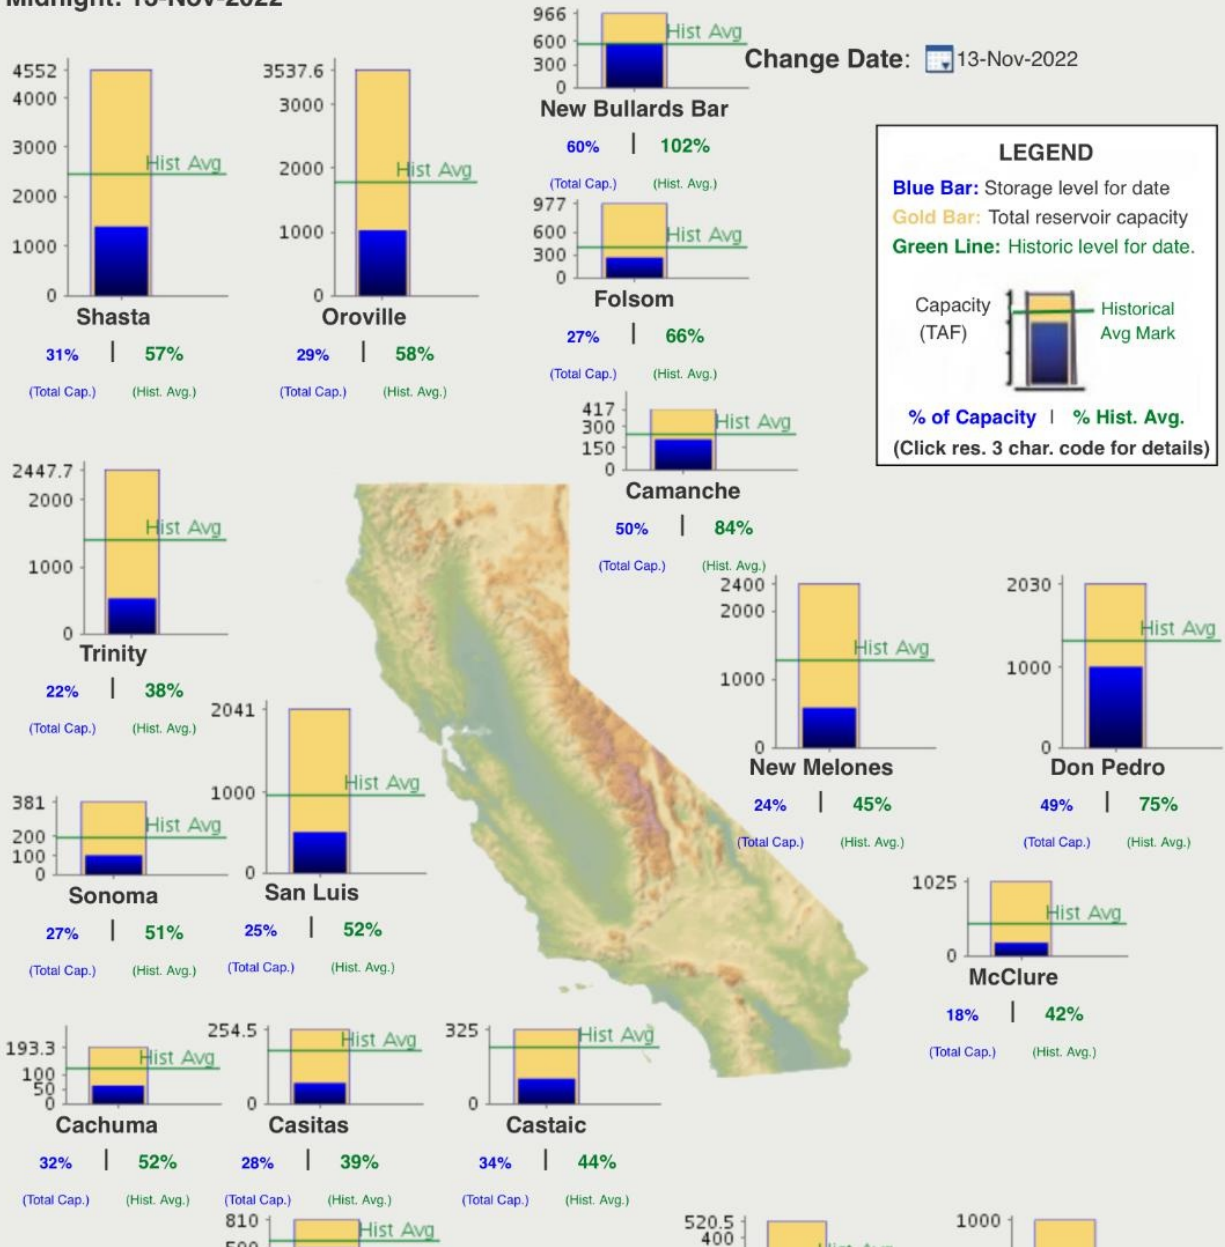 966
600
300
0
Hist Avg
New Bullards Bar
60% | 102%
(Total Cap.) (Hist. Avg.)
Change Date: 13-Nov-2022
4552
4000
3000
2000
1000
0
Hist Avg
Shasta
31% | 57%
(Total Cap.) (Hist. Avg.)
3537.6
3000
2000
1000
0
Hist Avg
Oroville
29% | 58%
(Total Cap.) (Hist. Avg.)
977
600
300
0
Hist Avg
Folsom
27% | 66%
(Total Cap.) (Hist. Avg.)
LEGEND
Blue Bar: Storage level for date
Gold Bar: Total reservoir capacity
Green Line: Historic level for date.
Capacity
(TAF)
Historical
Avg Mark
% of Capacity | % Hist. Avg.
(Click res. 3 char. code for details)
417
300
150
0
Hist Avg
Camanche
50% | 84%
(Total Cap.) (Hist. Avg.)
2447.7
2000
1000
0
Hist Avg
Trinity
22% | 38%
(Total Cap.) (Hist. Avg.)
2400
2000
1000
0
Hist Avg
New Melones
24% | 45%
(Total Cap.) (Hist. Avg.)
2030
1000
0
Hist Avg
Don Pedro
49% | 75%
(Total Cap.) (Hist. Avg.)
381
200
100
0
Hist Avg
Sonoma
27% | 51%
(Total Cap.) (Hist. Avg.)
2041
1000
0
Hist Avg
San Luis
25% | 52%
(Total Cap.) (Hist. Avg.)
1025
0
Hist Avg
McClure
18% | 42%
(Total Cap.) (Hist. Avg.)
193.3
100
50
0
Hist Avg
Cachuma
32% | 52%
(Total Cap.) (Hist. Avg.)
254.5
0
Hist Avg
Casitas
28% | 39%
(Total Cap.) (Hist. Avg.)
325
0
Hist Avg
Castaic
34% | 44%
(Total Cap.) (Hist. Avg.)
810
Hist Avg
520.5
400
1000